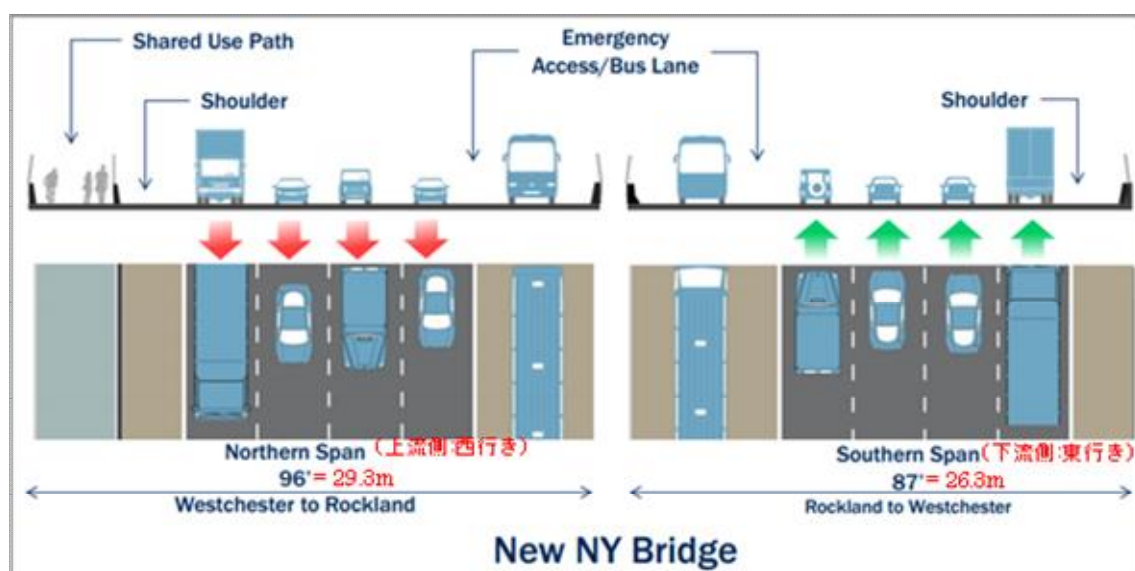 Shared Use Path
Emergency
Access/Bus Lane
Shoulder
Shoulder
Northern Span (上流側:西行き)
96' = 29.3m
Westchester to Rockland
Southern Span (下流側:東行き)
87' = 26.3m
Rockland to Westchester
New NY Bridge